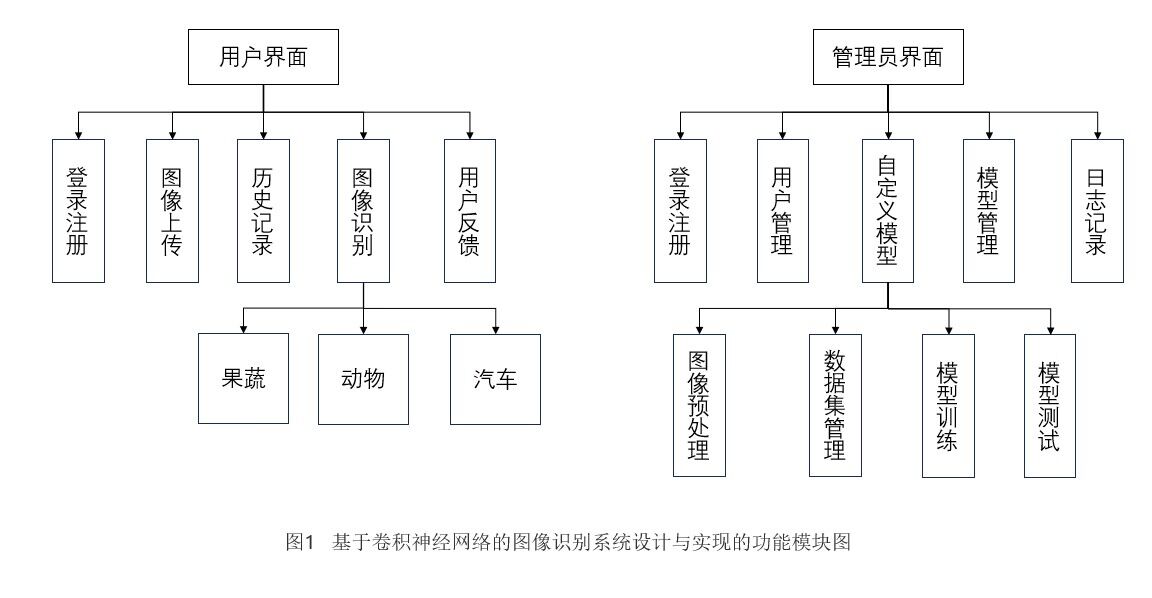 用户界面
管理员界面
登录注册
图像上传
历史记录
图像识别
用户反馈
登录注册
用户管理
自定义模型
模型管理
日志记录
果蔬
动物
汽车
图像预处理
数据集管理
模型训练
模型测试
图1 基于卷积神经网络的图像识别系统设计与实现的功能模块图